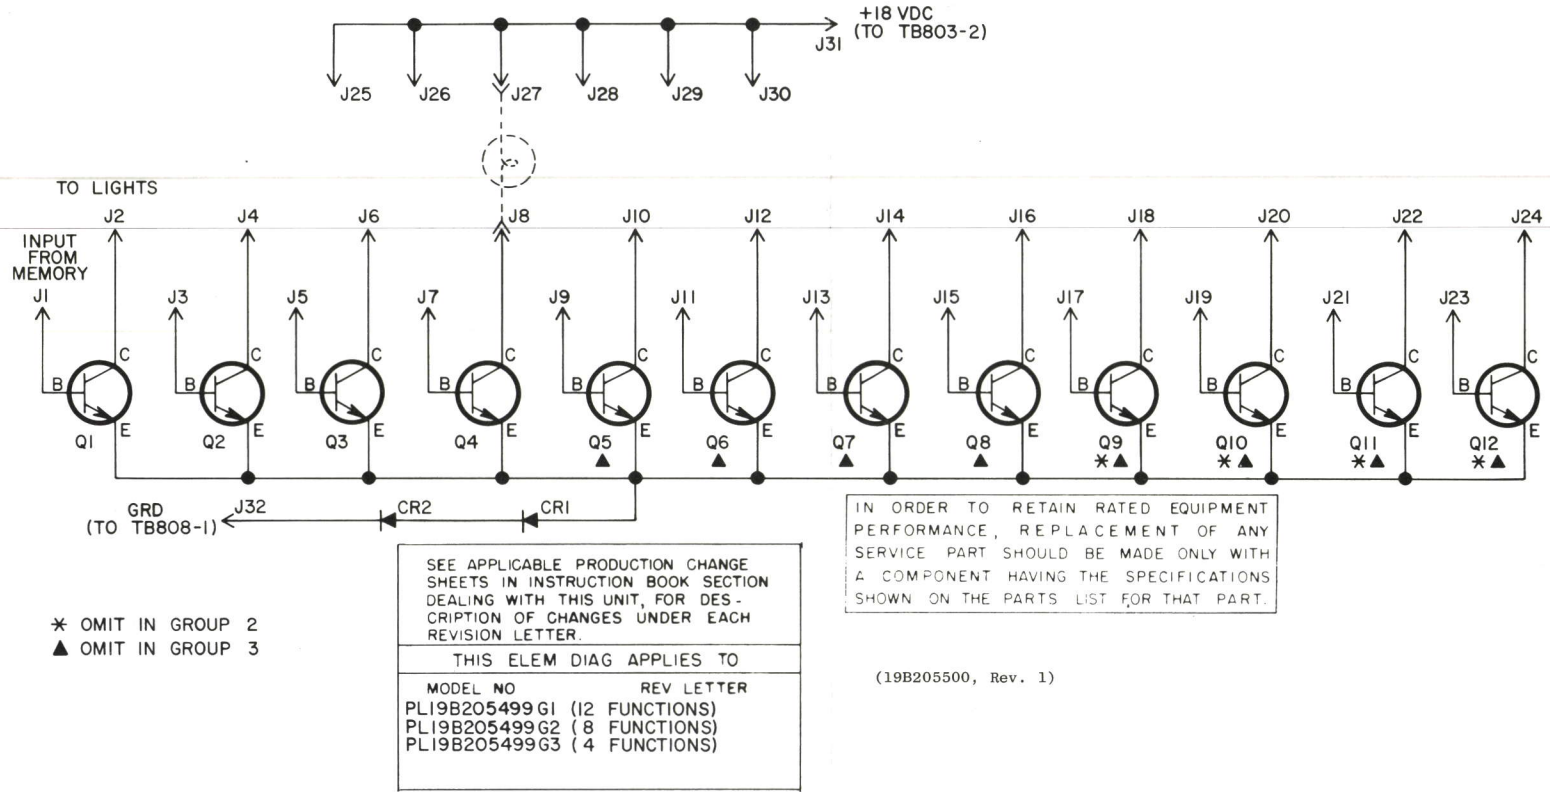 +18 VDC
(TO TB803-2)
J31
J25 J26 J27 J28 J29 J30
TO LIGHTS
J2 J4 J6 J8 J10 J12 J14 J16 J18 J20 J22 J24
INPUT
FROM
MEMORY
J1 J3 J5 J7 J9 J11 J13 J15 J17 J19 J21 J23
C C C C C C C C C C C C
B B B B B B B B B B B B
E E E E E E E E E E E E
Q1 Q2 Q3 Q4 Q5 Q6 Q7 Q8 Q9 Q10 Q11 Q12
▲ ▲ ▲ ▲ * ▲ * ▲ * ▲ * ▲
GRD
(TO TB808-1)
J32 CR2 CR1
IN ORDER TO RETAIN RATED EQUIPMENT
PERFORMANCE, REPLACEMENT OF ANY
SERVICE PART SHOULD BE MADE ONLY WITH
A COMPONENT HAVING THE SPECIFICATIONS
SHOWN ON THE PARTS LIST FOR THAT PART.
SEE APPLICABLE PRODUCTION CHANGE
SHEETS IN INSTRUCTION BOOK SECTION
DEALING WITH THIS UNIT, FOR DES-
CRIPTION OF CHANGES UNDER EACH
REVISION LETTER.
* OMIT IN GROUP 2
▲ OMIT IN GROUP 3
THIS ELEM DIAG APPLIES TO
MODEL NO REV LETTER
PL19B205499G1 (12 FUNCTIONS)
PL19B205499G2 (8 FUNCTIONS)
PL19B205499G3 (4 FUNCTIONS)
(19B205500, Rev. 1)